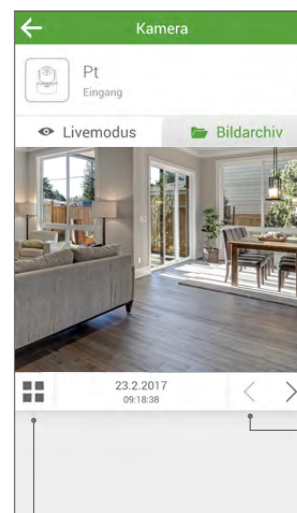 Kamera
Pt
Eingang
Livemodus
Bildarchiv
23.2.2017
09:18:38